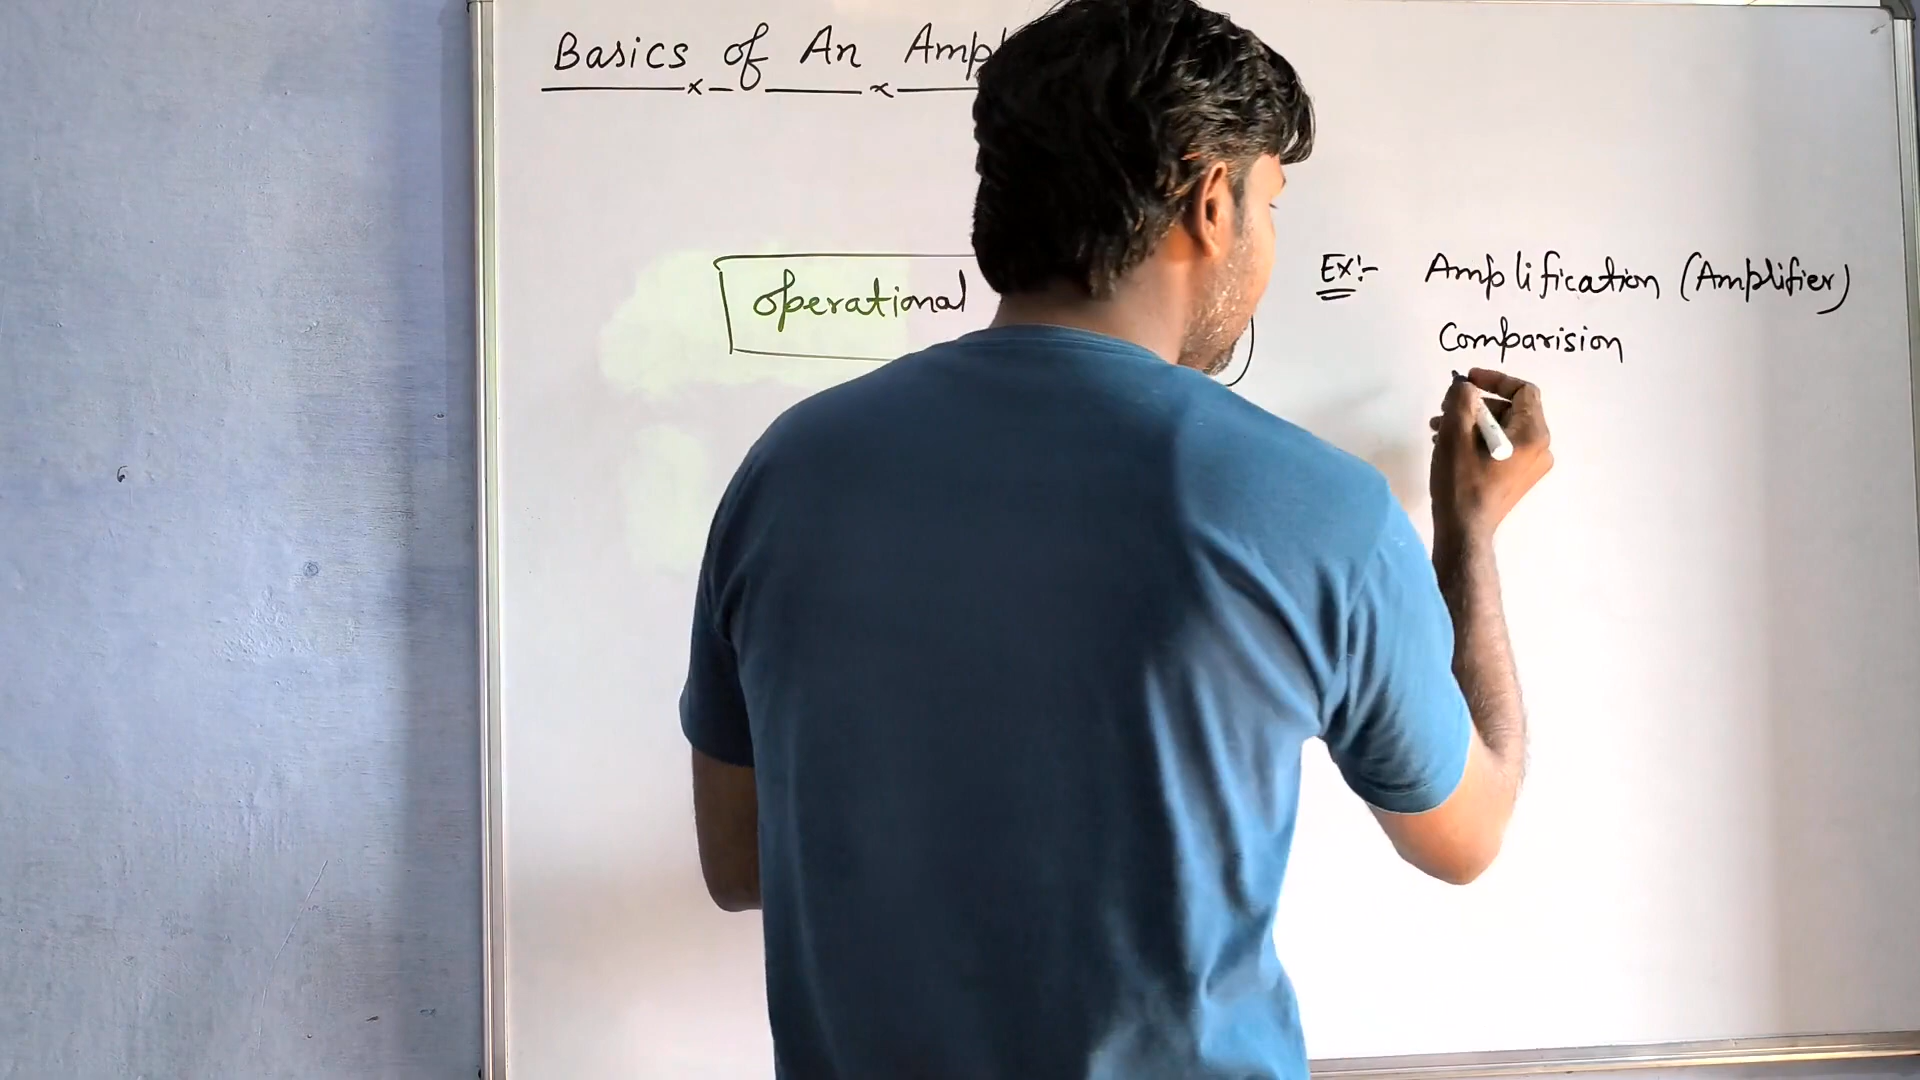 Basics of An Amp
operational
Ex:- Amplification (Amplifier)
Comparision